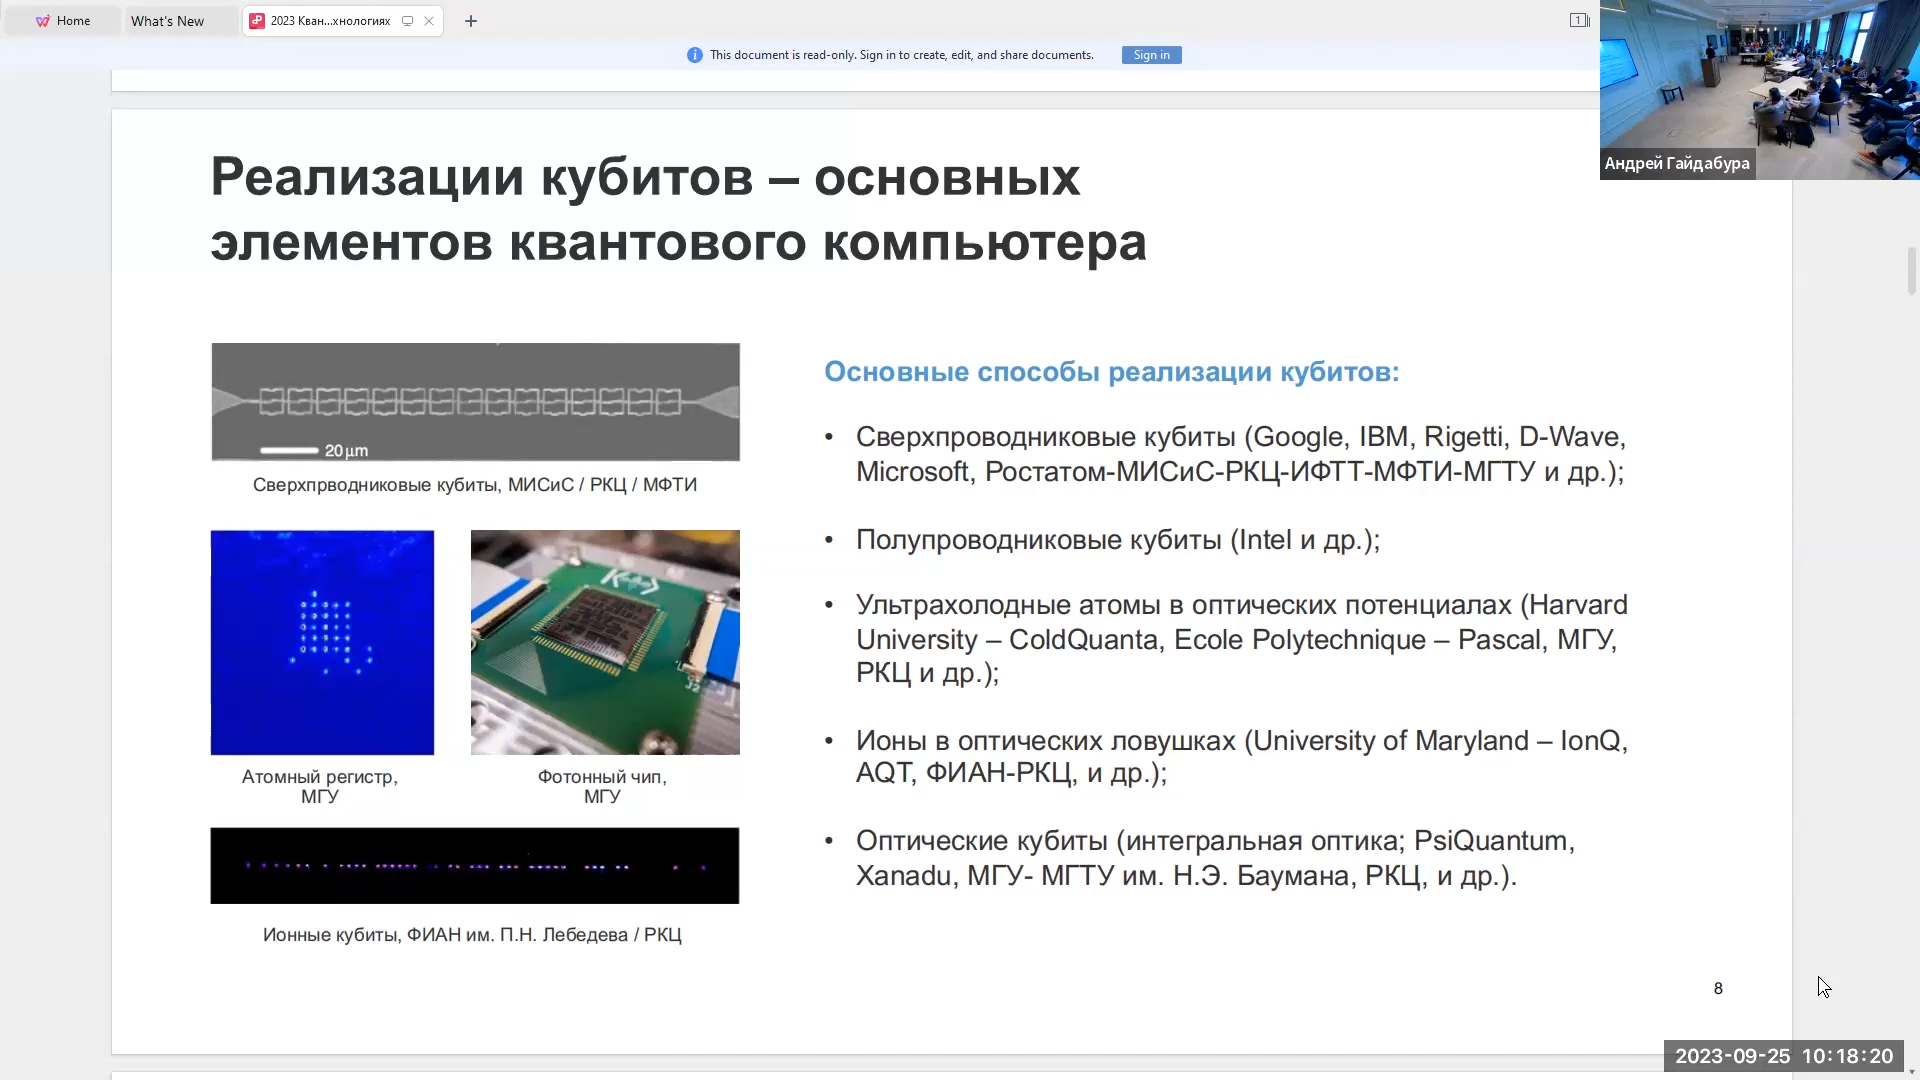 Home
What's New
2023 Кван...хнологиях
1
This document is read-only. Sign in to create, edit, and share documents.
Sign in
Андрей Гайдабура
Реализации кубитов – основных
элементов квантового компьютера
20 μm
Сверхпрводниковые кубиты, МИСиС / РКЦ / МФТИ
Атомный регистр,
МГУ
Фотонный чип,
МГУ
Ионные кубиты, ФИАН им. П.Н. Лебедева / РКЦ
Основные способы реализации кубитов:
• Сверхпроводниковые кубиты (Google, IBM, Rigetti, D-Wave,
Microsoft, Ростатом-МИСиС-РКЦ-ИФТТ-МФТИ-МГТУ и др.);
• Полупроводниковые кубиты (Intel и др.);
• Ультрахолодные атомы в оптических потенциалах (Harvard
University – ColdQuanta, Ecole Polytechnique – Pascal, МГУ,
РКЦ и др.);
• Ионы в оптических ловушках (University of Maryland – IonQ,
AQT, ФИАН-РКЦ, и др.);
• Оптические кубиты (интегральная оптика; PsiQuantum,
Xanadu, МГУ- МГТУ им. Н.Э. Баумана, РКЦ, и др.).
8
2023-09-25 10:18:20